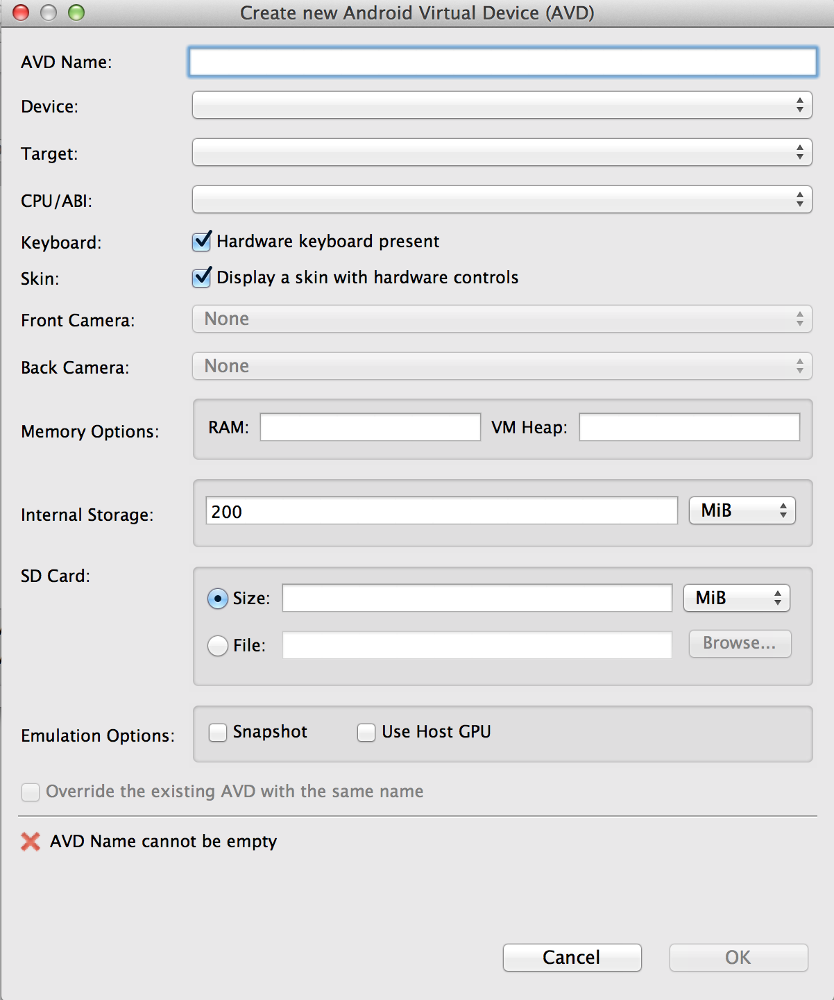 Create new Android Virtual Device (AVD)
AVD Name:
Device:
Target:
CPU/ABI:
Keyboard: Hardware keyboard present
Skin: Display a skin with hardware controls
Front Camera: None
Back Camera: None
Memory Options: RAM: VM Heap:
Internal Storage: 200 MiB
SD Card:
Size: MiB
File: Browse...
Emulation Options: Snapshot Use Host GPU
Override the existing AVD with the same name
AVD Name cannot be empty
Cancel OK